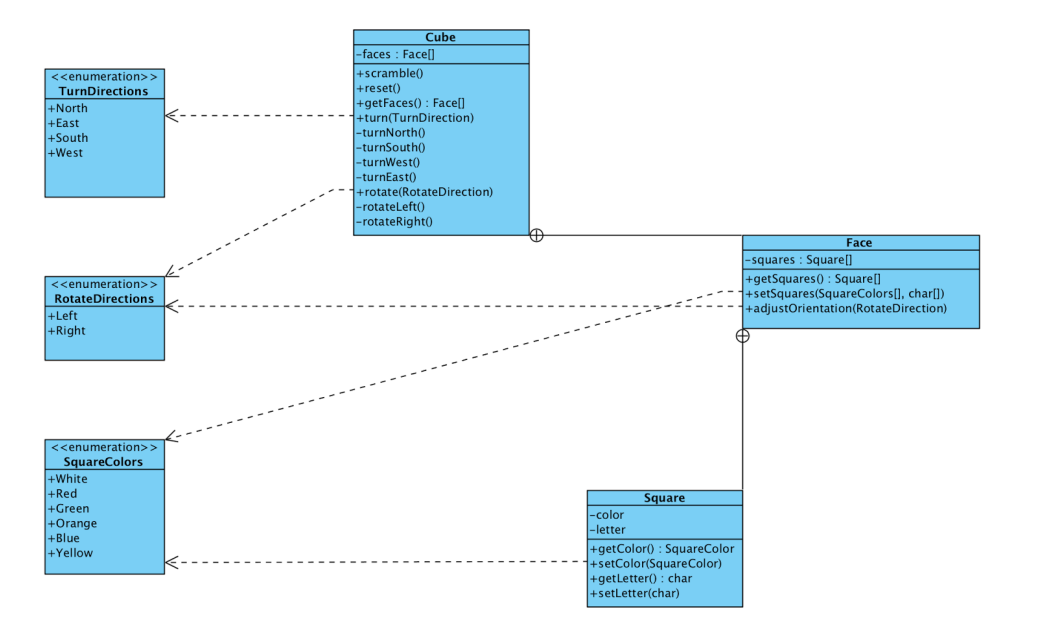 Cube
-faces : Face[]
+scramble()
+reset()
+getFaces() : Face[]
+turn(TurnDirection)
-turnNorth()
-turnSouth()
-turnWest()
-turnEast()
+rotate(RotateDirection)
-rotateLeft()
-rotateRight()
<<enumeration>>
TurnDirections
+North
+East
+South
+West
Face
-squares : Square[]
+getSquares() : Square[]
+setSquares(SquareColors[], char[])
+adjustOrientation(RotateDirection)
<<enumeration>>
RotateDirections
+Left
+Right
<<enumeration>>
SquareColors
+White
+Red
+Green
+Orange
+Blue
+Yellow
Square
-color
-letter
+getColor() : SquareColor
+setColor(SquareColor)
+getLetter() : char
+setLetter(char)